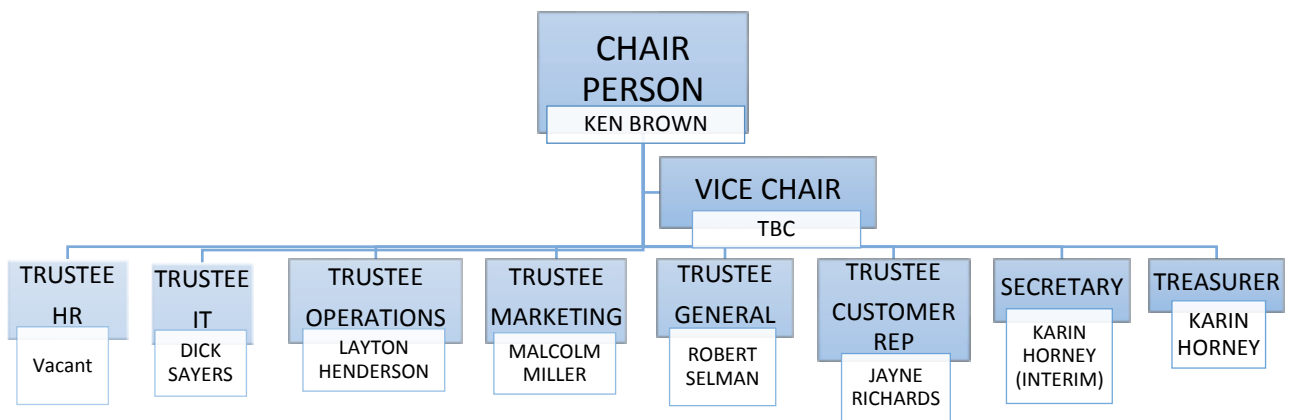 CHAIR
PERSON
KEN BROWN
VICE CHAIR
TBC
TRUSTEE
HR
Vacant
TRUSTEE
IT
DICK
SAYERS
TRUSTEE
OPERATIONS
LAYTON
HENDERSON
TRUSTEE
MARKETING
MALCOLM
MILLER
TRUSTEE
GENERAL
ROBERT
SELMAN
TRUSTEE
CUSTOMER
REP
JAYNE
RICHARDS
SECRETARY
KARIN
HORNEY
(INTERIM)
TREASURER
KARIN
HORNEY